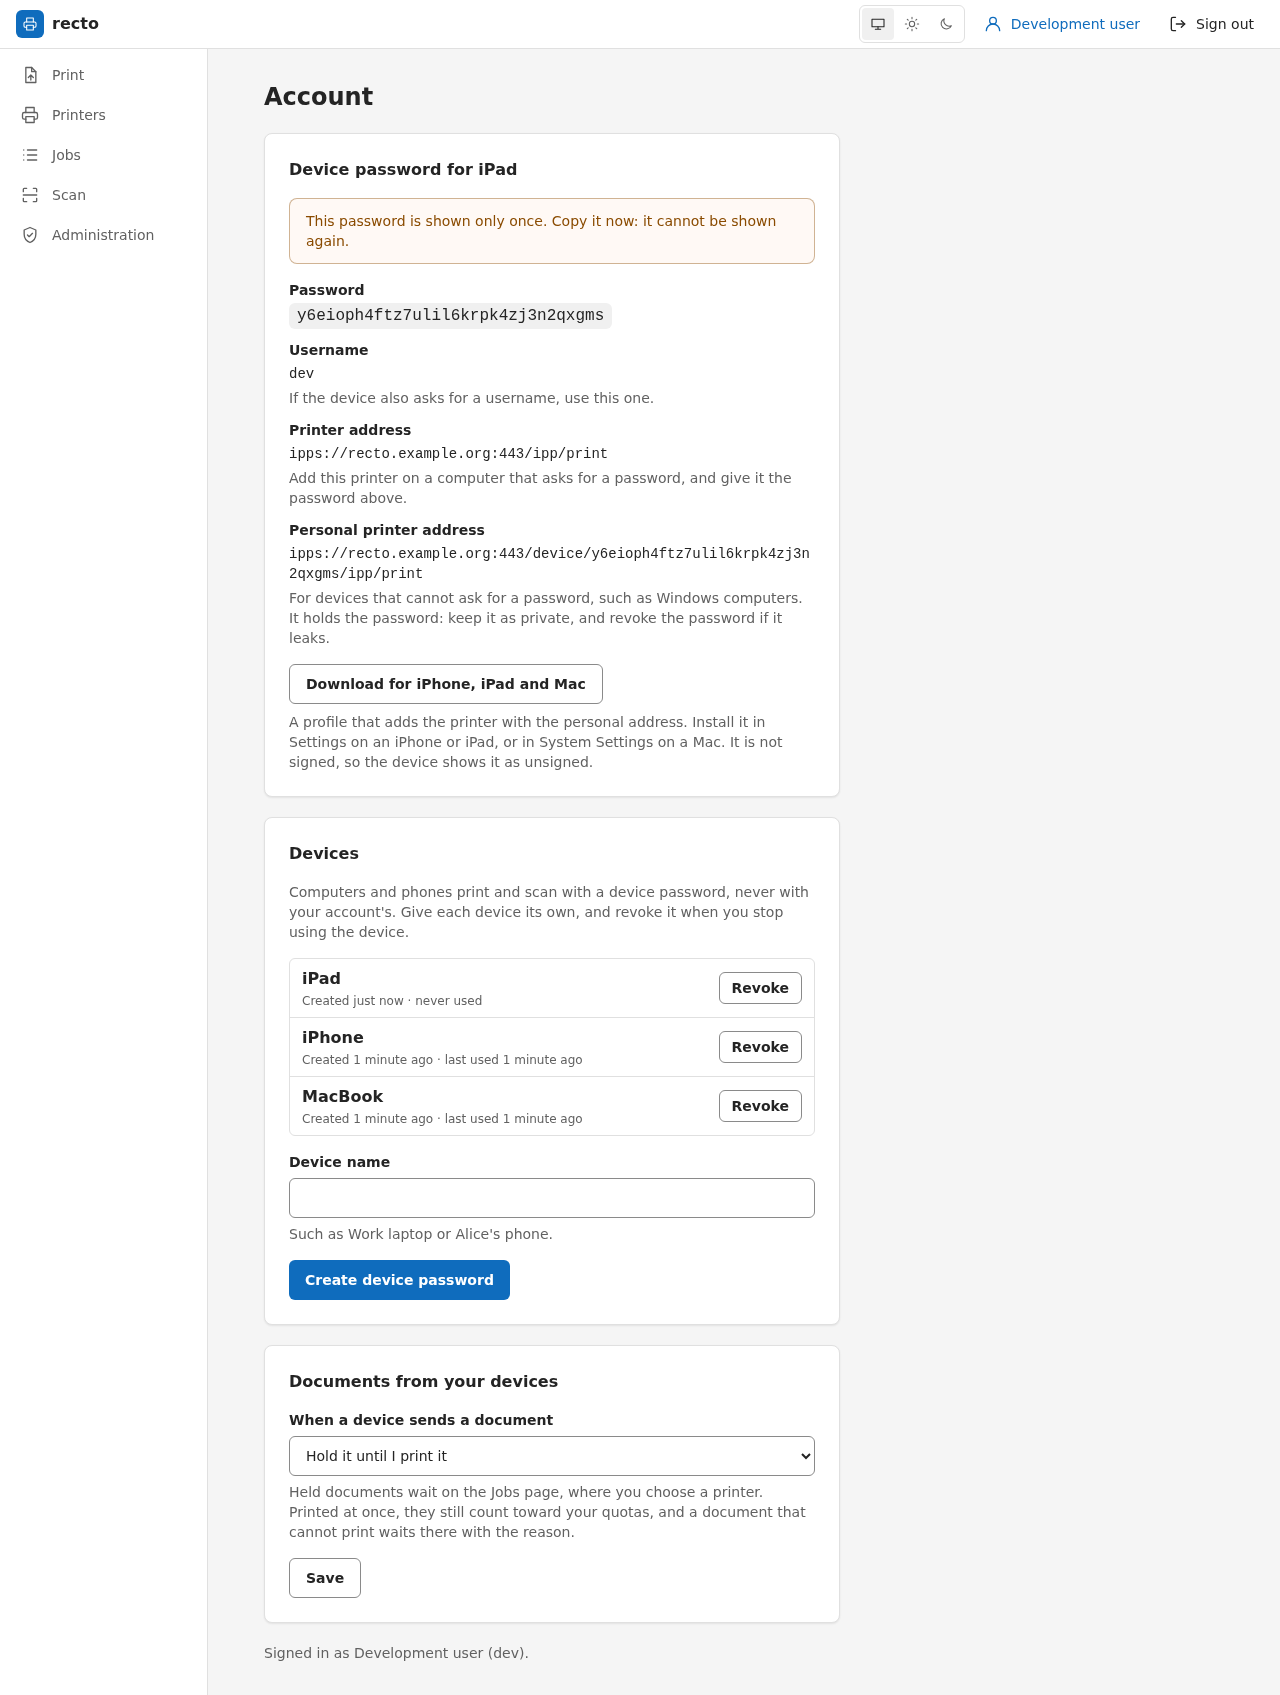 recto
Development user
Sign out
Print
Printers
Jobs
Scan
Administration
Account
Device password for iPad
This password is shown only once. Copy it now: it cannot be shown
again.
Password
y6eioph4ftz7ulil6krpk4zj3n2qxgms
Username
dev
If the device also asks for a username, use this one.
Printer address
ipps://recto.example.org:443/ipp/print
Add this printer on a computer that asks for a password, and give it the
password above.
Personal printer address
ipps://recto.example.org:443/device/y6eioph4ftz7ulil6krpk4zj3n
2qxgms/ipp/print
For devices that cannot ask for a password, such as Windows computers.
It holds the password: keep it as private, and revoke the password if it
leaks.
Download for iPhone, iPad and Mac
A profile that adds the printer with the personal address. Install it in
Settings on an iPhone or iPad, or in System Settings on a Mac. It is not
signed, so the device shows it as unsigned.
Devices
Computers and phones print and scan with a device password, never with
your account's. Give each device its own, and revoke it when you stop
using the device.
iPad
Created just now · never used
Revoke
iPhone
Created 1 minute ago · last used 1 minute ago
Revoke
MacBook
Created 1 minute ago · last used 1 minute ago
Revoke
Device name
Such as Work laptop or Alice's phone.
Create device password
Documents from your devices
When a device sends a document
Hold it until I print it
Held documents wait on the Jobs page, where you choose a printer.
Printed at once, they still count toward your quotas, and a document that
cannot print waits there with the reason.
Save
Signed in as Development user (dev).